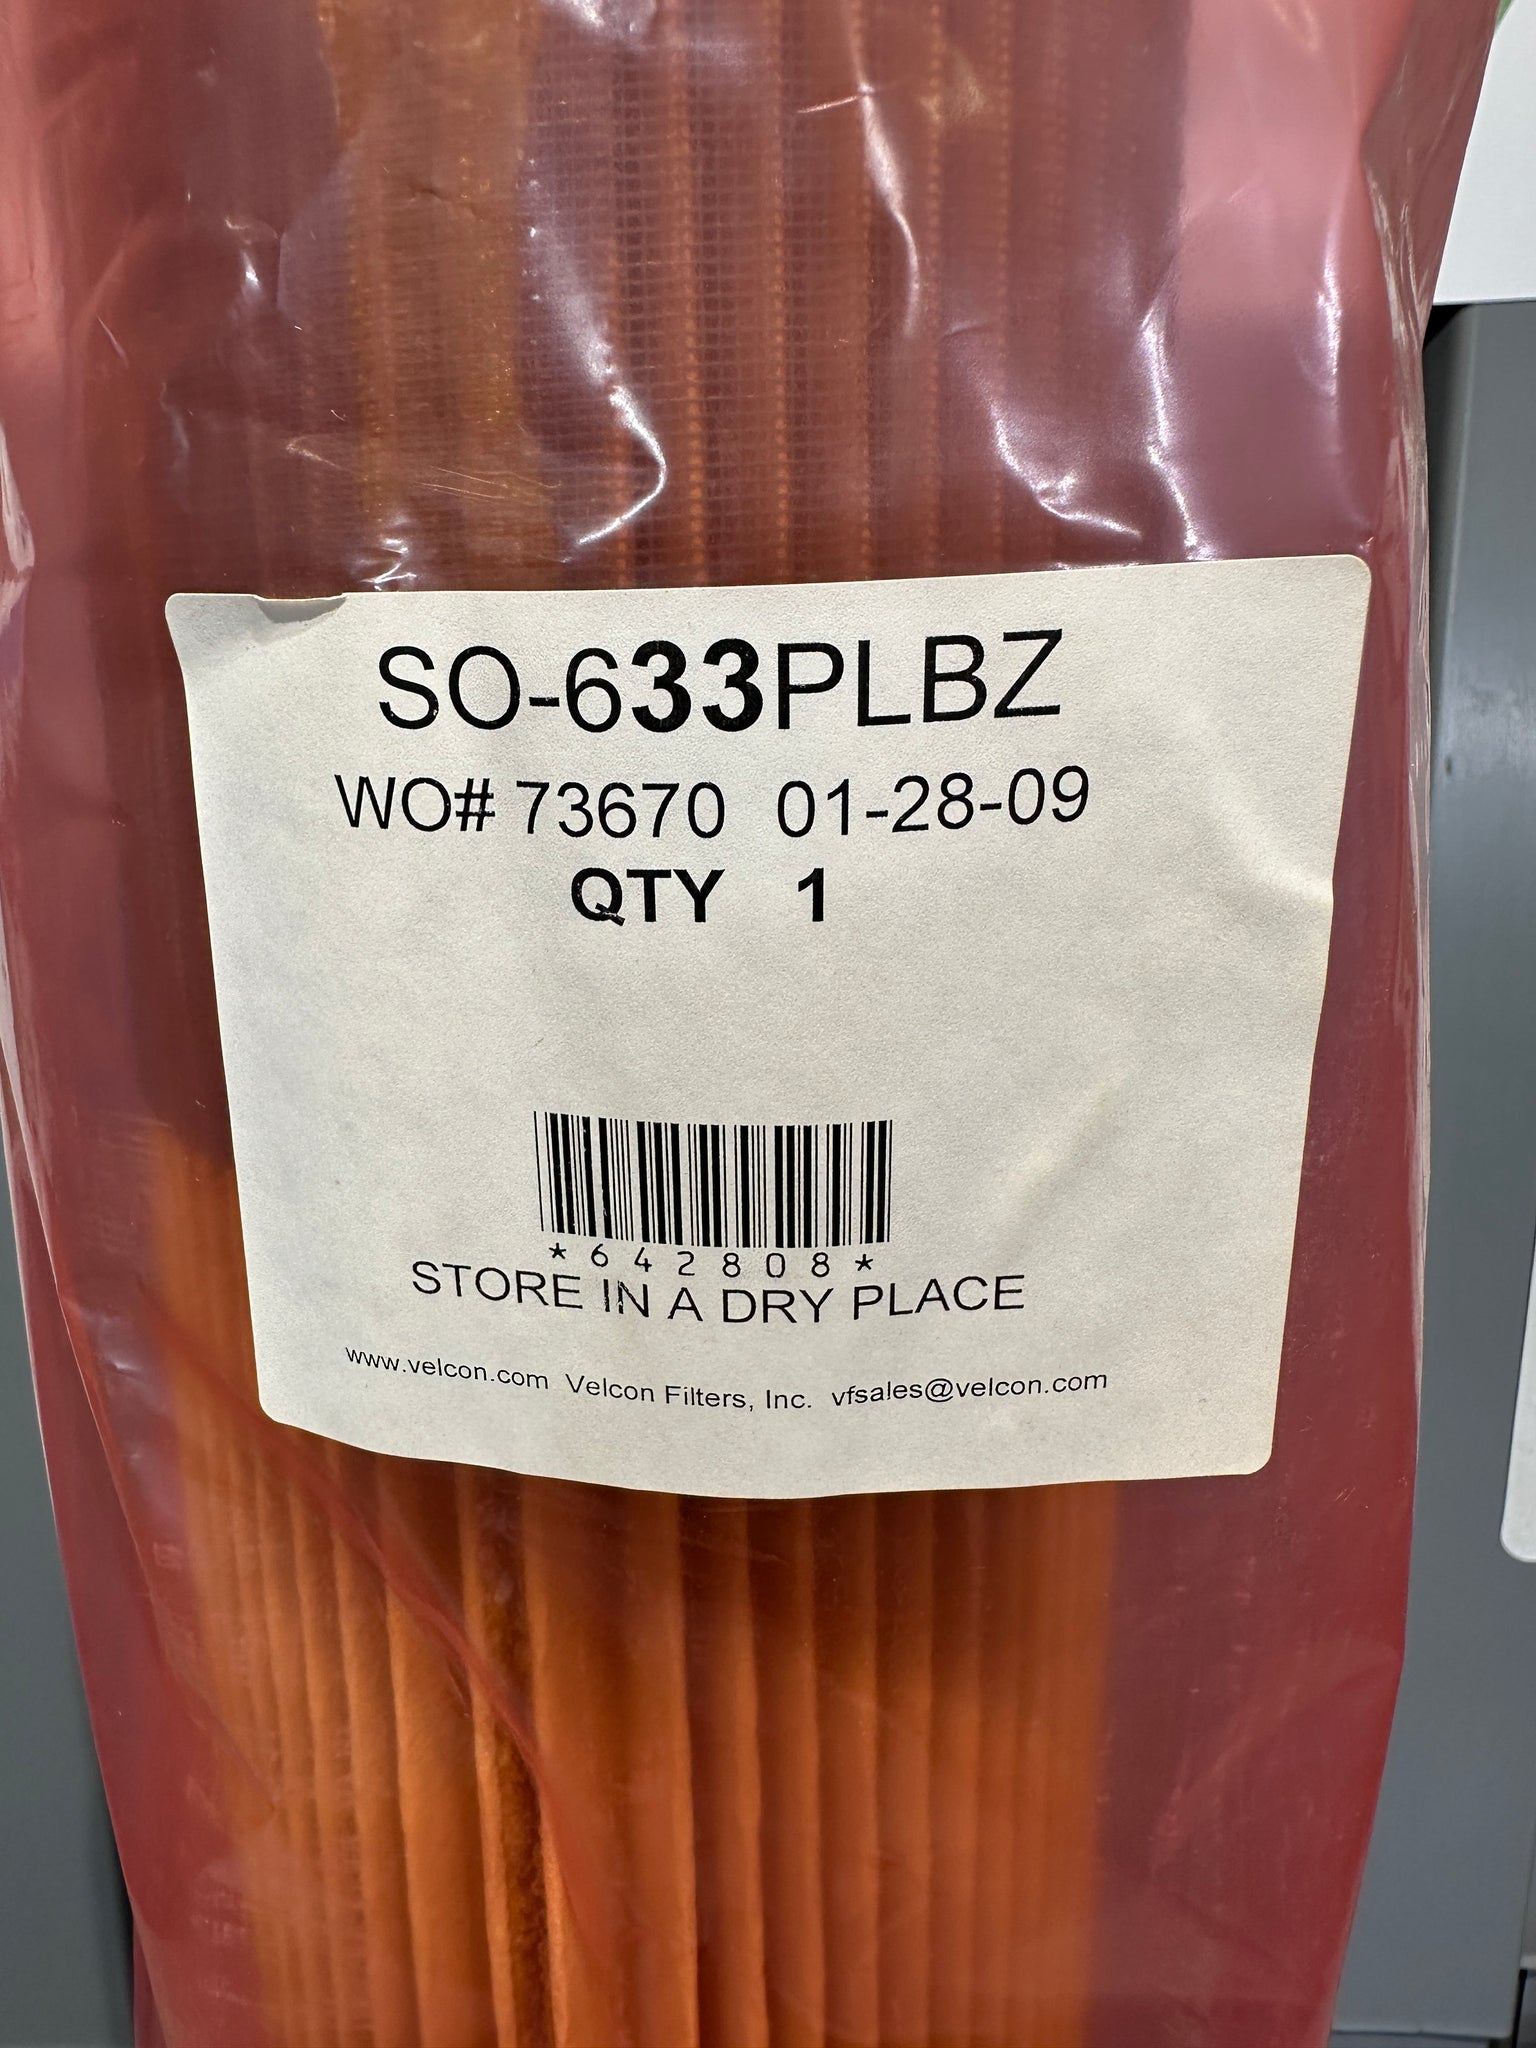 SO-633PLBZ
WO# 73670 01-28-09
QTY 1
*642808*
STORE IN A DRY PLACE
www.velcon.com Velcon Filters, Inc. vfsales@velcon.com